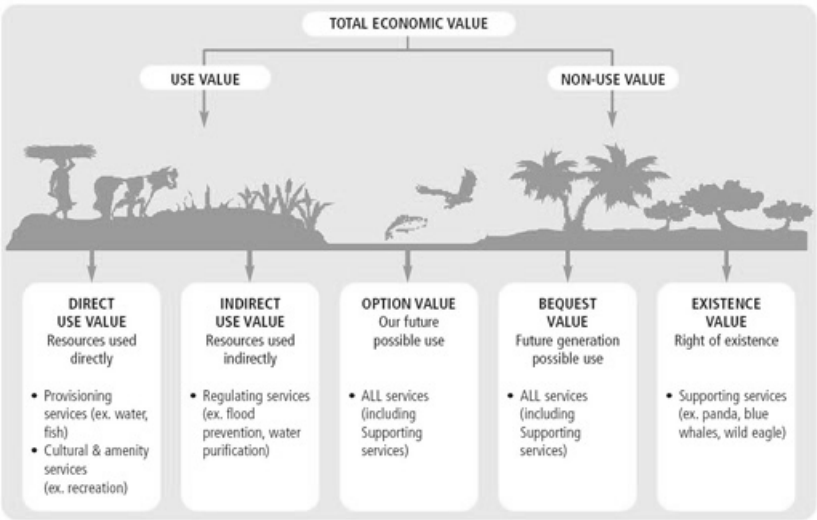 TOTAL ECONOMIC VALUE
USE VALUE
NON-USE VALUE
DIRECT
USE VALUE
Resources used
directly
• Provisioning
services (ex. water,
fish)
• Cultural & amenity
services
(ex. recreation)
INDIRECT
USE VALUE
Resources used
indirectly
• Regulating services
(ex. flood
prevention, water
purification)
OPTION VALUE
Our future
possible use
• ALL services
(including
Supporting
services)
BEQUEST
VALUE
Future generation
possible use
• ALL services
(including
Supporting
services)
EXISTENCE
VALUE
Right of existence
• Supporting services
(ex. panda, blue
whales, wild eagle)